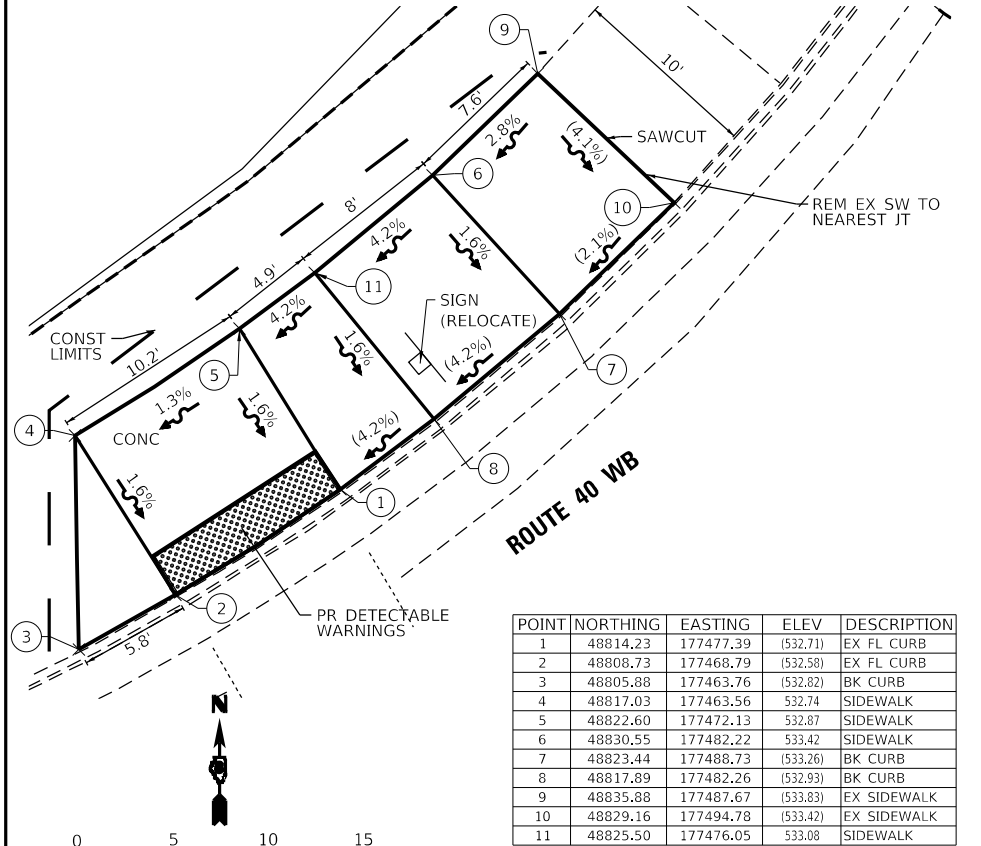 9
10'
7.6'
2.8%
(4.1%)
SAWCUT
6
8'
4.2%
1.6%
10
REM EX SW TO
NEAREST JT
(2.1%)
4.9'
11
4.2%
SIGN
(RELOCATE)
CONST
LIMITS
10.2'
5
1.6%
(4.2%)
7
1.3%
1.6%
4
CONC
(4.2%)
8
1.6%
1
ROUTE 40 WB
2
PR DETECTABLE
WARNINGS
3
5.8'
N
0 5 10 15
POINT NORTHING EASTING ELEV DESCRIPTION
1 48814.23 177477.39 (532.71) EX FL CURB
2 48808.73 177468.79 (532.58) EX FL CURB
3 48805.88 177463.76 (532.82) BK CURB
4 48817.03 177463.56 532.74 SIDEWALK
5 48822.60 177472.13 532.87 SIDEWALK
6 48830.55 177482.22 533.42 SIDEWALK
7 48823.44 177488.73 (533.26) BK CURB
8 48817.89 177482.26 (532.93) BK CURB
9 48835.88 177487.67 (533.83) EX SIDEWALK
10 48829.16 177494.78 (533.42) EX SIDEWALK
11 48825.50 177476.05 533.08 SIDEWALK